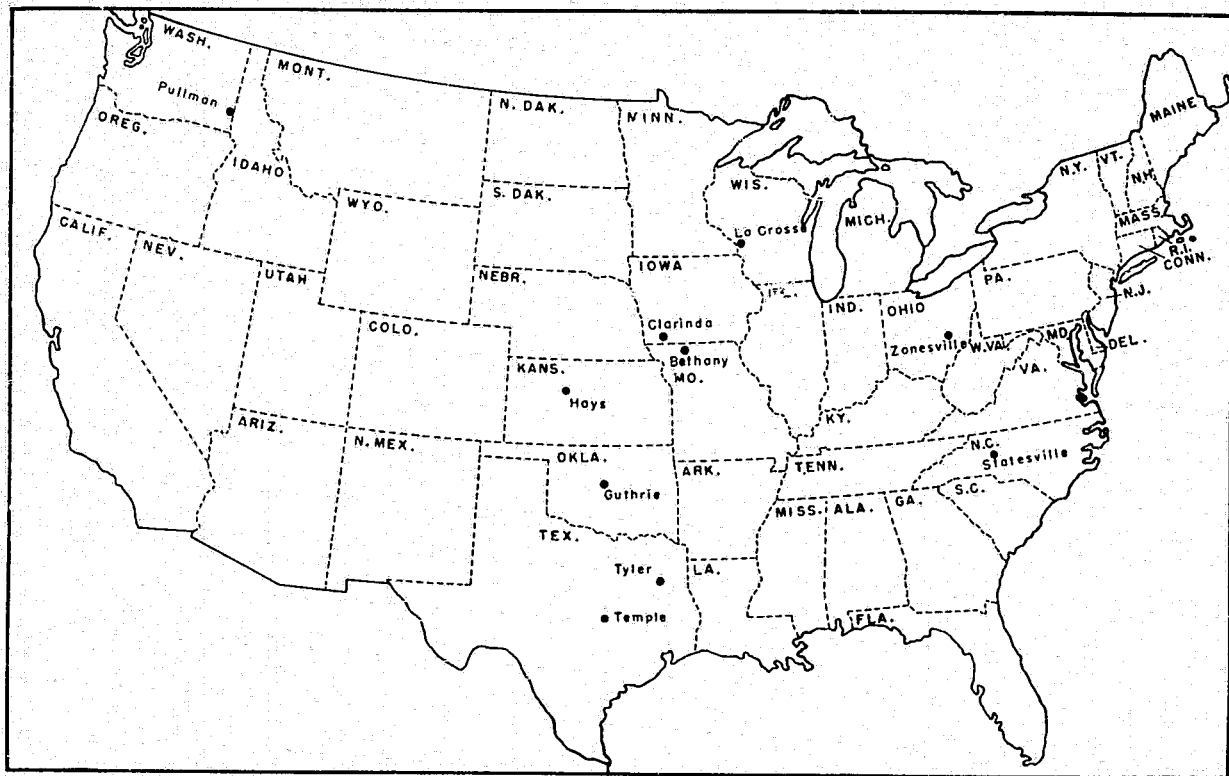 WASH.
MONT.
Pullman
N. DAK.
MINN.
MAINE
OREG.
IDAHO
N.Y.
VT.
N.H.
WYO.
S. DAK.
WIS.
MICH.
MASS.
CALIF.
NEV.
La Crosse
R.I.
CONN.
UTAH
NEBR.
IOWA
PA.
N.J.
COLO.
ILL.
IND.
OHIO
Clarinda
Zonesville
W.VA.
MD.
DEL.
KANS.
Bethany
MO.
VA.
Hays
KY.
ARIZ.
N. MEX.
OKLA.
ARK.
TENN.
N.C.
Statesville
Guthrie
S.C.
MISS.
ALA.
GA.
TEX.
Tyler
LA.
Temple
FLA.